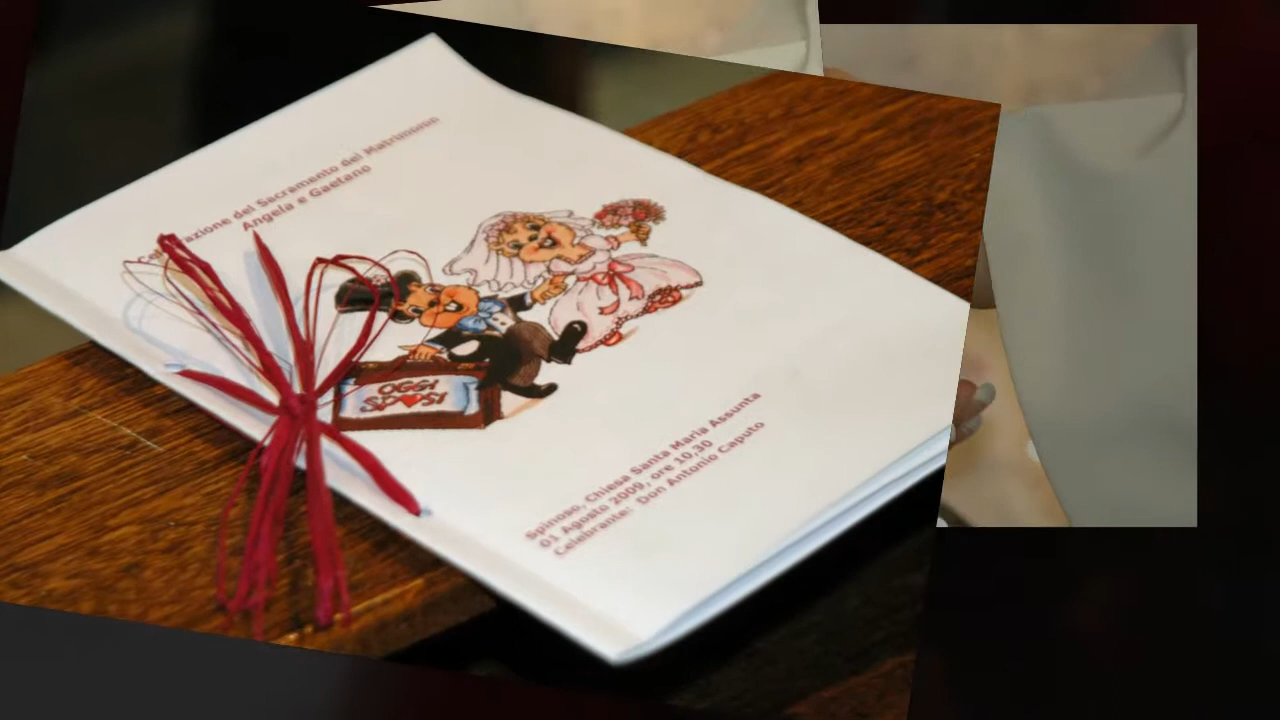 Celebrazione del Sacramento del Matrimonio
Angela e Gaetano
OGGI
SPOSI
Spinoso, Chiesa Santa Maria Assunta
01 Agosto 2009, ore 10,30
Celebrante: Don Antonio Caputo